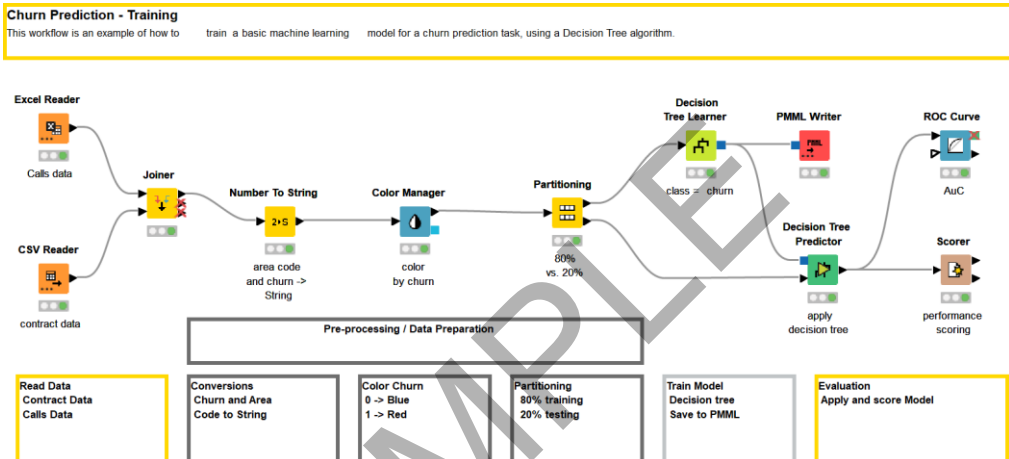 Churn Prediction - Training
This workflow is an example of how to train a basic machine learning model for a churn prediction task, using a Decision Tree algorithm.
Excel Reader
Calls data
CSV Reader
contract data
Joiner
Number To String
2▸S
area code
and churn ->
String
Color Manager
color
by churn
Partitioning
80%
vs. 20%
Decision
Tree Learner
class = churn
PMML Writer
PMML
Decision Tree
Predictor
apply
decision tree
ROC Curve
AuC
Scorer
performance
scoring
Pre-processing / Data Preparation
Read Data
Contract Data
Calls Data
Conversions
Churn and Area
Code to String
Color Churn
0 -> Blue
1 -> Red
Partitioning
80% training
20% testing
Train Model
Decision tree
Save to PMML
Evaluation
Apply and score Model
MPLE